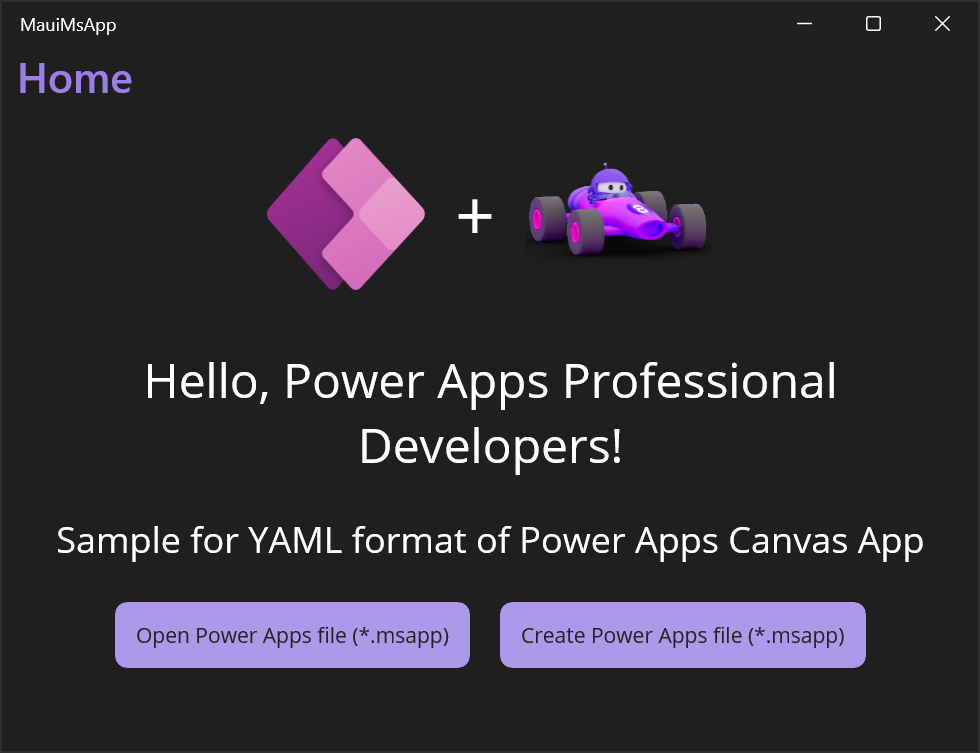 MauiMsApp
Home
+
Hello, Power Apps Professional
Developers!
Sample for YAML format of Power Apps Canvas App
Open Power Apps file (*.msapp)
Create Power Apps file (*.msapp)